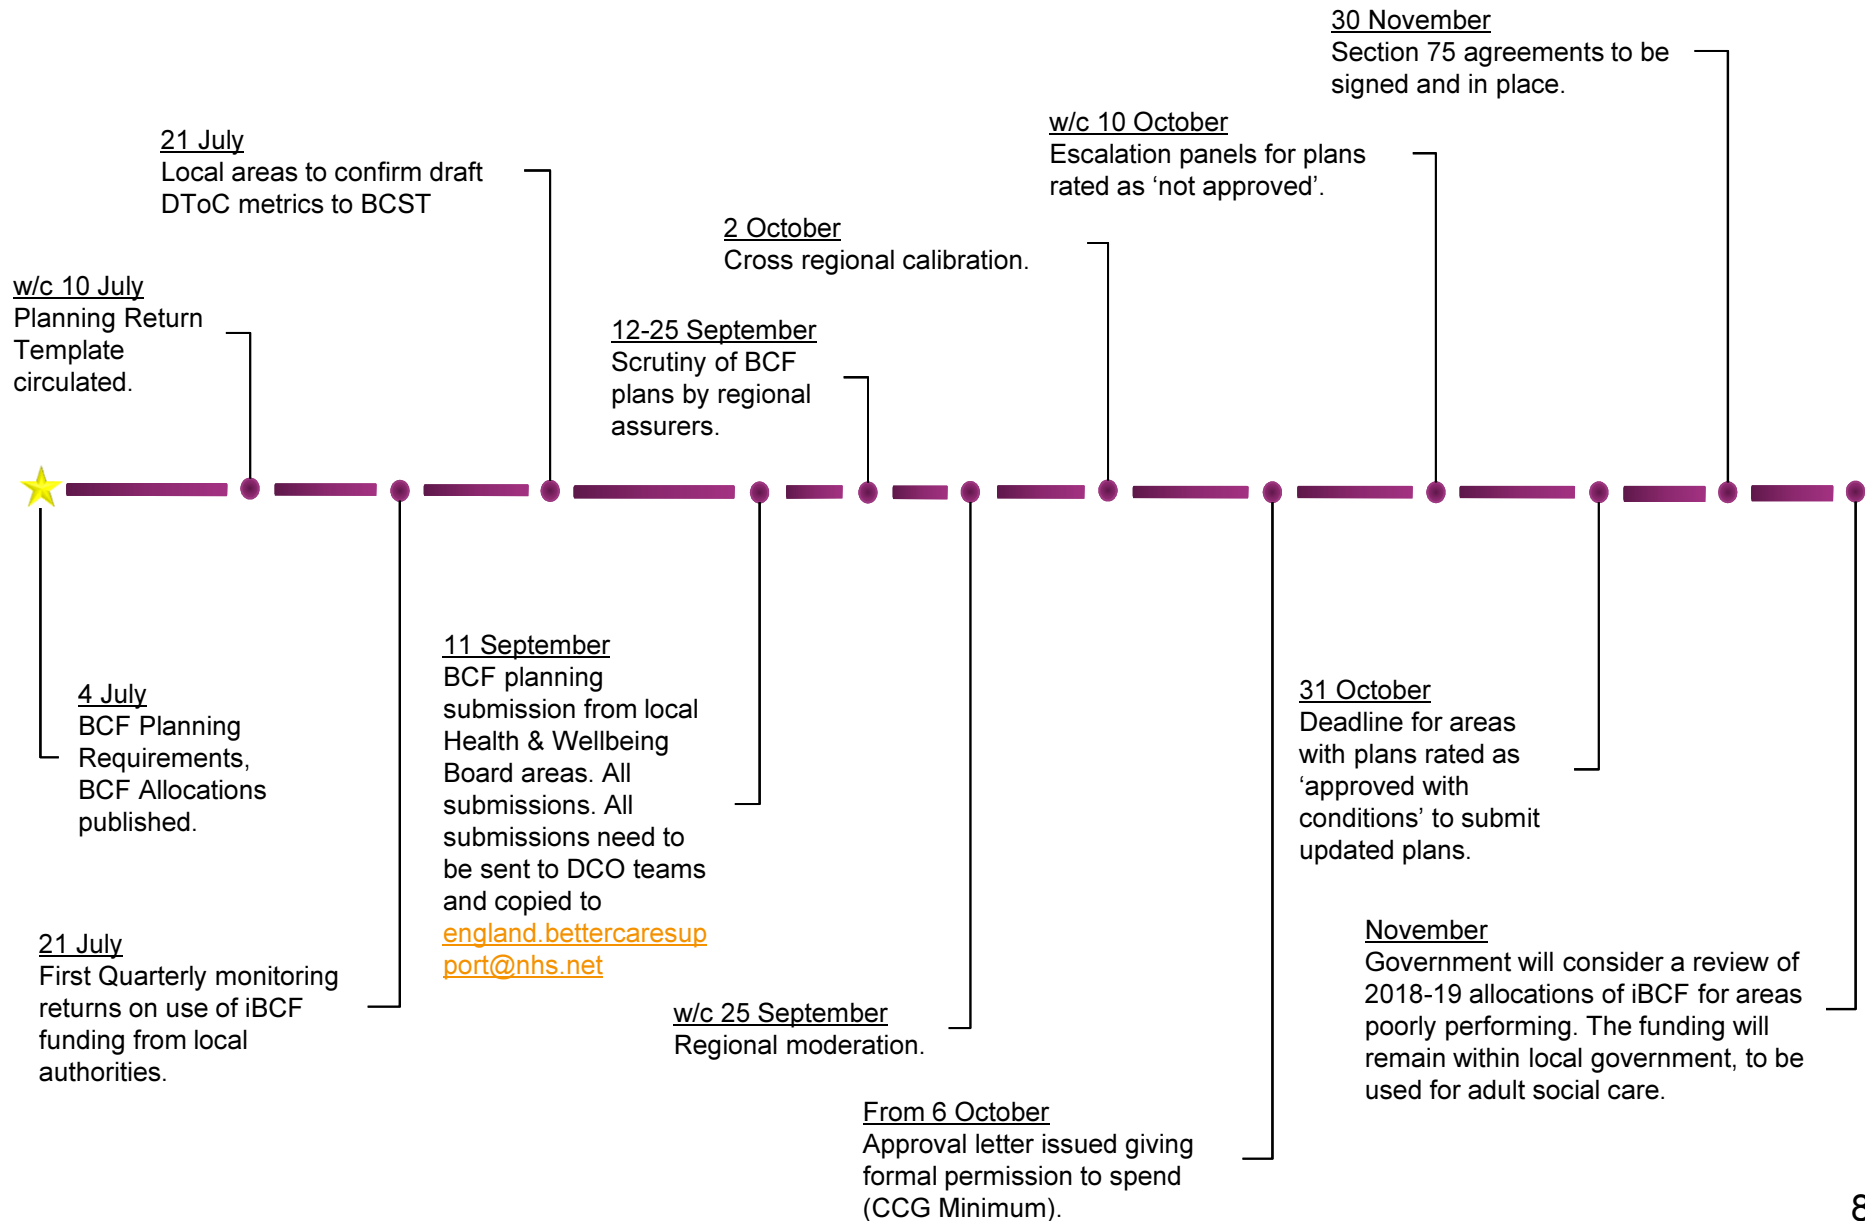 30 November
Section 75 agreements to be
signed and in place.
21 July
Local areas to confirm draft
DToC metrics to BCST
w/c 10 October
Escalation panels for plans
rated as ‘not approved’.
2 October
Cross regional calibration.
w/c 10 July
Planning Return
Template
circulated.
12-25 September
Scrutiny of BCF
plans by regional
assurers.
4 July
BCF Planning
Requirements,
BCF Allocations
published.
11 September
BCF planning
submission from local
Health & Wellbeing
Board areas. All
submissions. All
submissions need to
be sent to DCO teams
and copied to
england.bettercaresup
port@nhs.net
31 October
Deadline for areas
with plans rated as
‘approved with
conditions’ to submit
updated plans.
21 July
First Quarterly monitoring
returns on use of iBCF
funding from local
authorities.
w/c 25 September
Regional moderation.
November
Government will consider a review of
2018-19 allocations of iBCF for areas
poorly performing. The funding will
remain within local government, to be
used for adult social care.
From 6 October
Approval letter issued giving
formal permission to spend
(CCG Minimum).
8